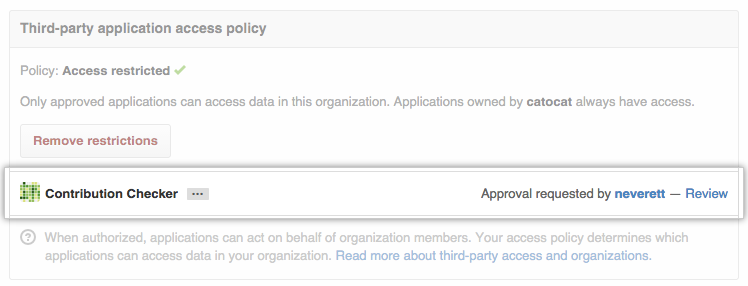 Third-party application access policy
Policy: Access restricted ✓
Only approved applications can access data in this organization. Applications owned by catocat always have access.
Remove restrictions
Contribution Checker ··· Approval requested by neverett — Review
? When authorized, applications can act on behalf of organization members. Your access policy determines which
applications can access data in your organization. Read more about third-party access and organizations.